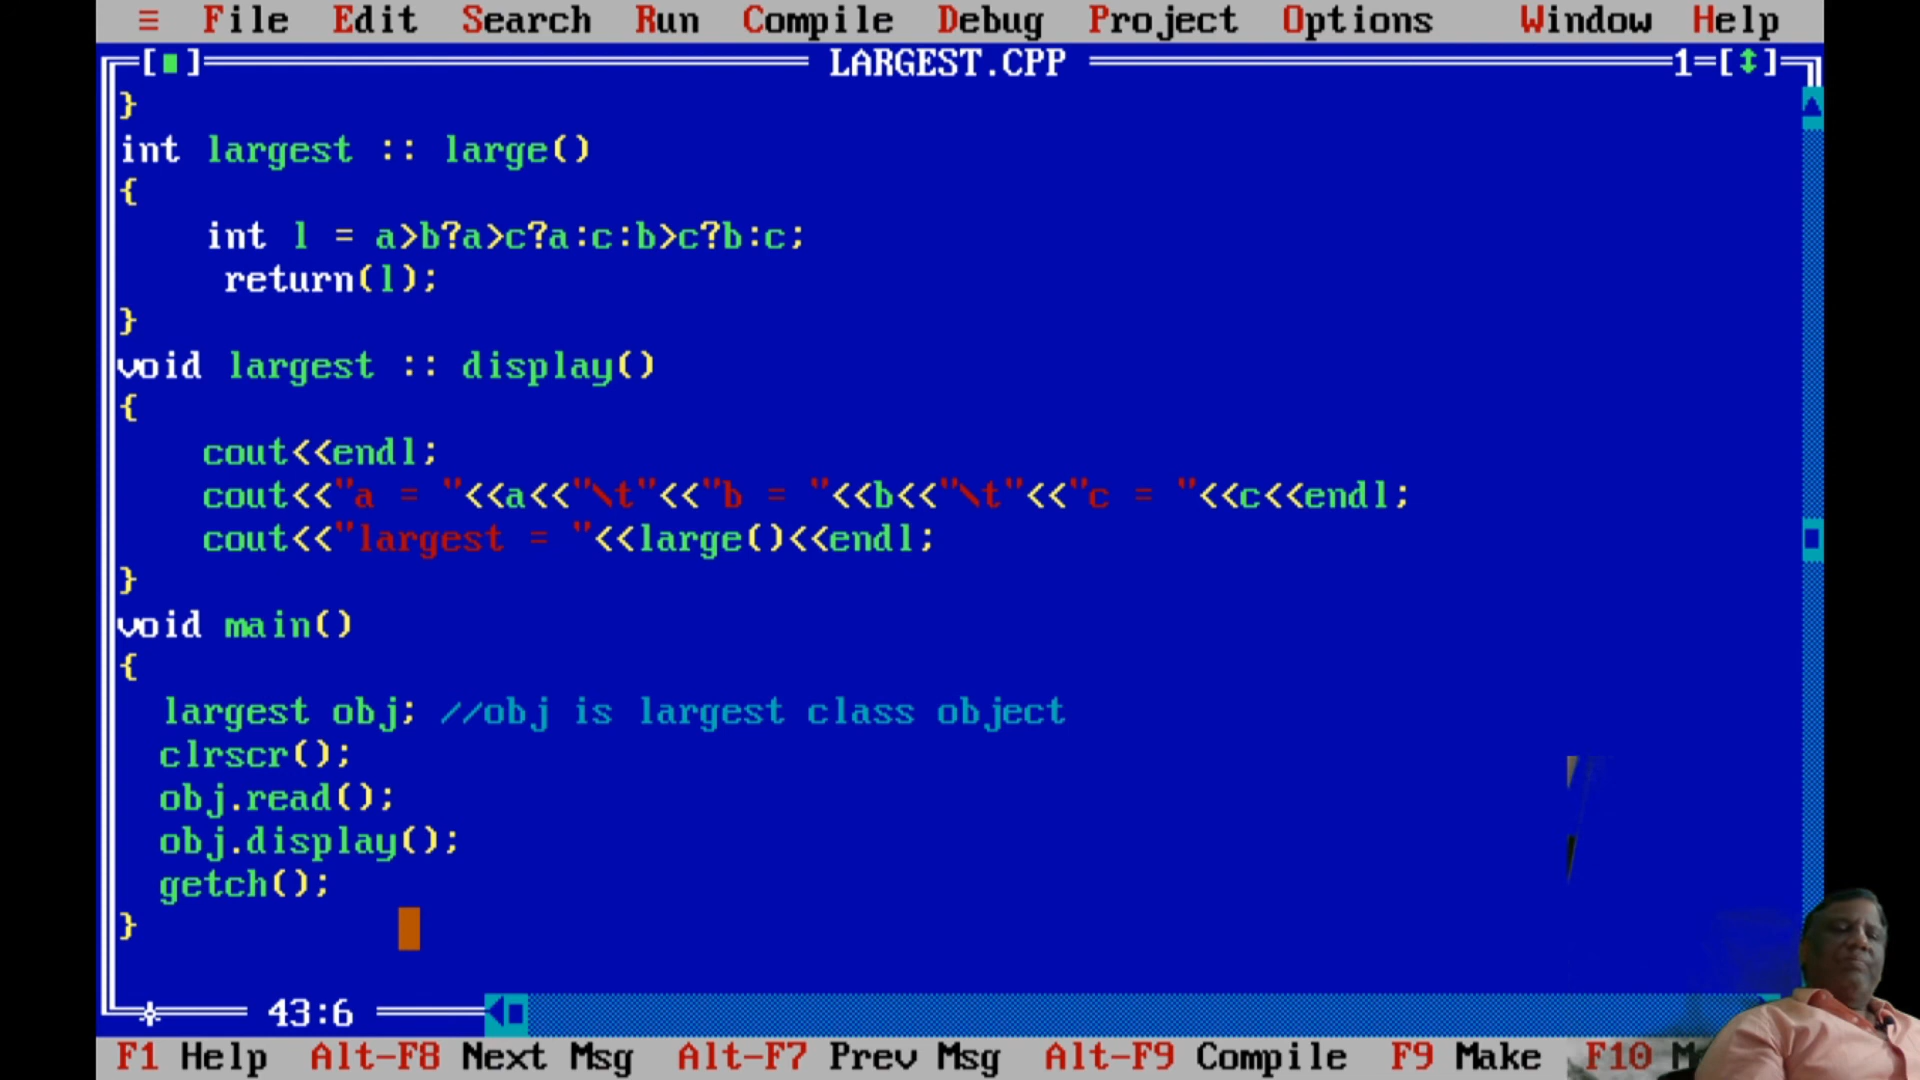 ≡ File Edit Search Run Compile Debug Project Options Window Help
[■] LARGEST.CPP 1=[↕]
}
int largest :: large()
{
int l = a>b?a>c?a:c:b>c?b:c;
return(l);
}
void largest :: display()
{
cout<<endl;
cout<<"a = "<<a<<"\t"<<"b = "<<b<<"\t"<<"c = "<<c<<endl;
cout<<"largest = "<<large()<<endl;
}
void main()
{
largest obj; //obj is largest class object
clrscr();
obj.read();
obj.display();
getch();
}
43:6
F1 Help Alt-F8 Next Msg Alt-F7 Prev Msg Alt-F9 Compile F9 Make F10